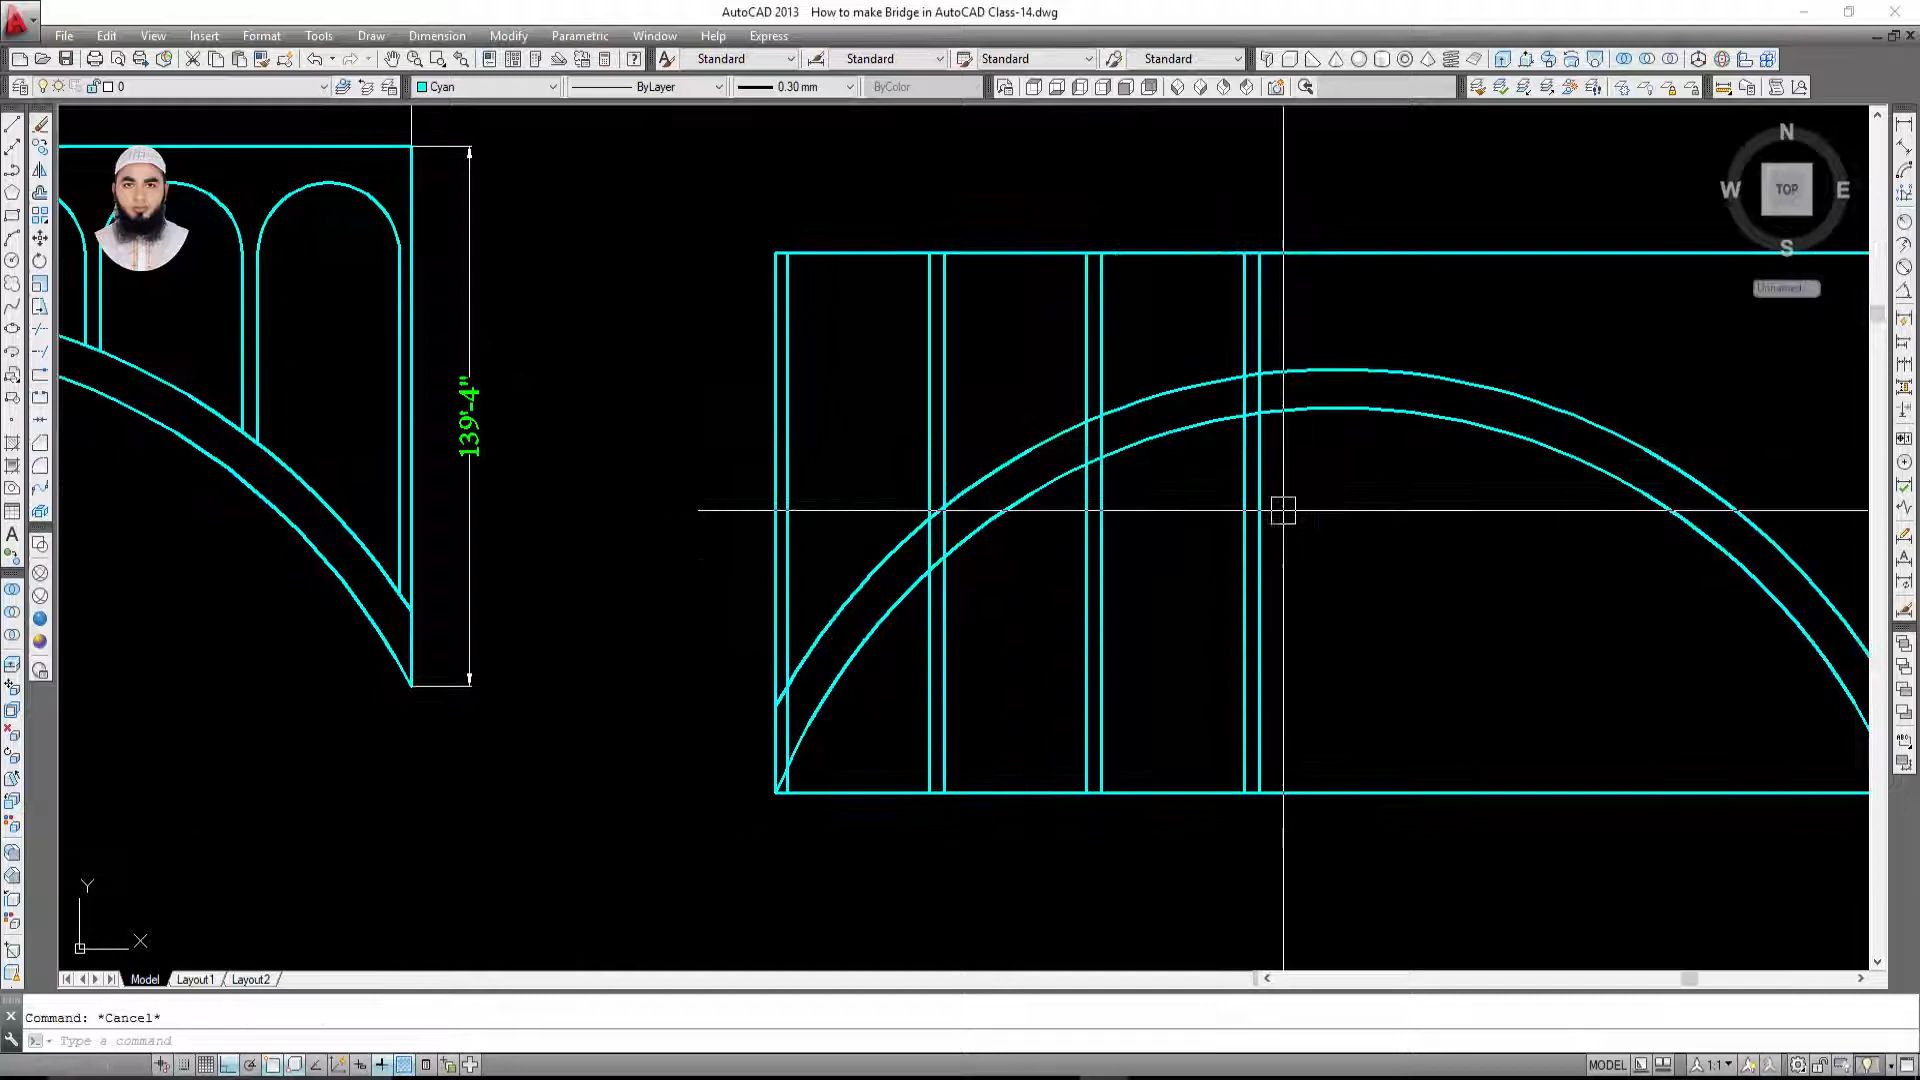 AutoCAD 2013 How to make Bridge in AutoCAD Class-14.dwg
File Edit View Insert Format Tools Draw Dimension Modify Parametric Window Help Express
Standard Standard Standard Standard
0 Cyan ByLayer 0.30 mm ByColor
N
W TOP E
S
Unnamed
139'-4"
Y
X
Model Layout1 Layout2
Command: *Cancel*
Type a command
MODEL 1:1